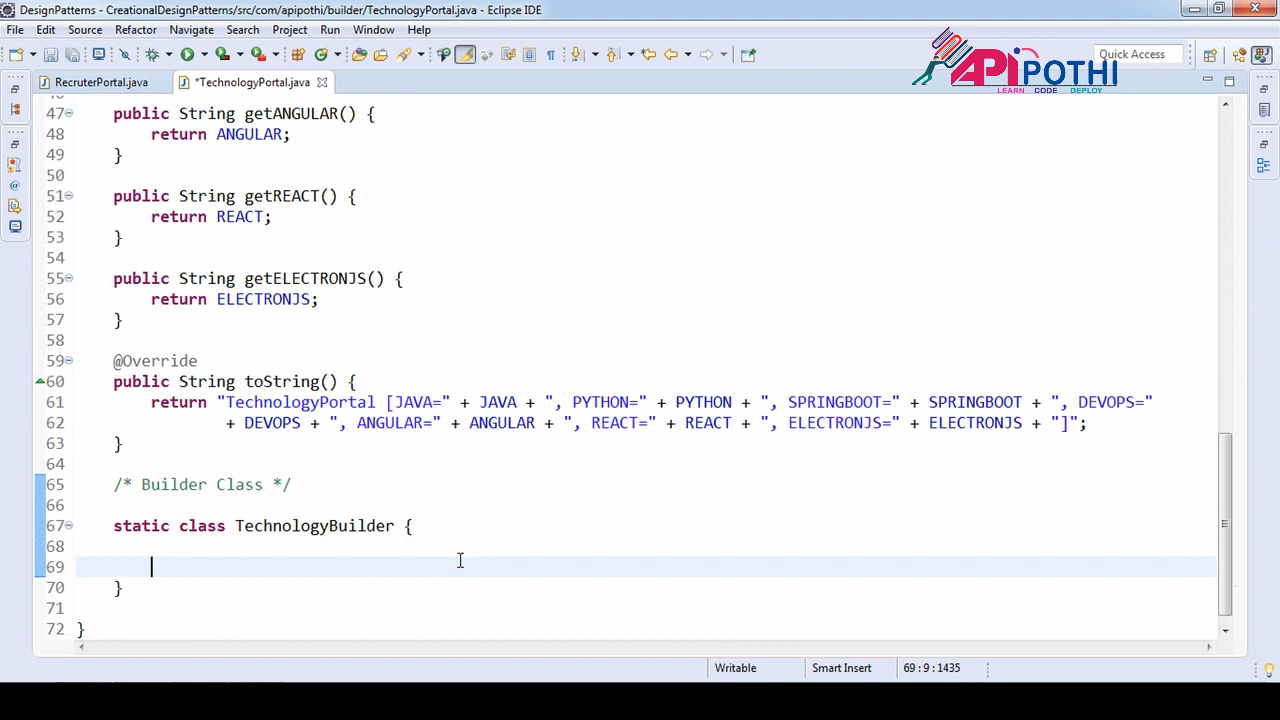 DesignPatterns - CreationalDesignPatterns/src/com/apipothi/builder/TechnologyPortal.java - Eclipse IDE
File Edit Source Refactor Navigate Search Project Run Window Help
Quick Access
APiPOTHI
LEARN CODE DEPLOY
RecruterPortal.java *TechnologyPortal.java
47 public String getANGULAR() {
48 return ANGULAR;
49 }
50
51 public String getREACT() {
52 return REACT;
53 }
54
55 public String getELECTRONJS() {
56 return ELECTRONJS;
57 }
58
59 @Override
60 public String toString() {
61 return "TechnologyPortal [JAVA=" + JAVA + ", PYTHON=" + PYTHON + ", SPRINGBOOT=" + SPRINGBOOT + ", DEVOPS="
62 + DEVOPS + ", ANGULAR=" + ANGULAR + ", REACT=" + REACT + ", ELECTRONJS=" + ELECTRONJS + "]";
63 }
64
65 /* Builder Class */
66
67 static class TechnologyBuilder {
68
69
70 }
71
72 }
Writable Smart Insert 69 : 9 : 1435